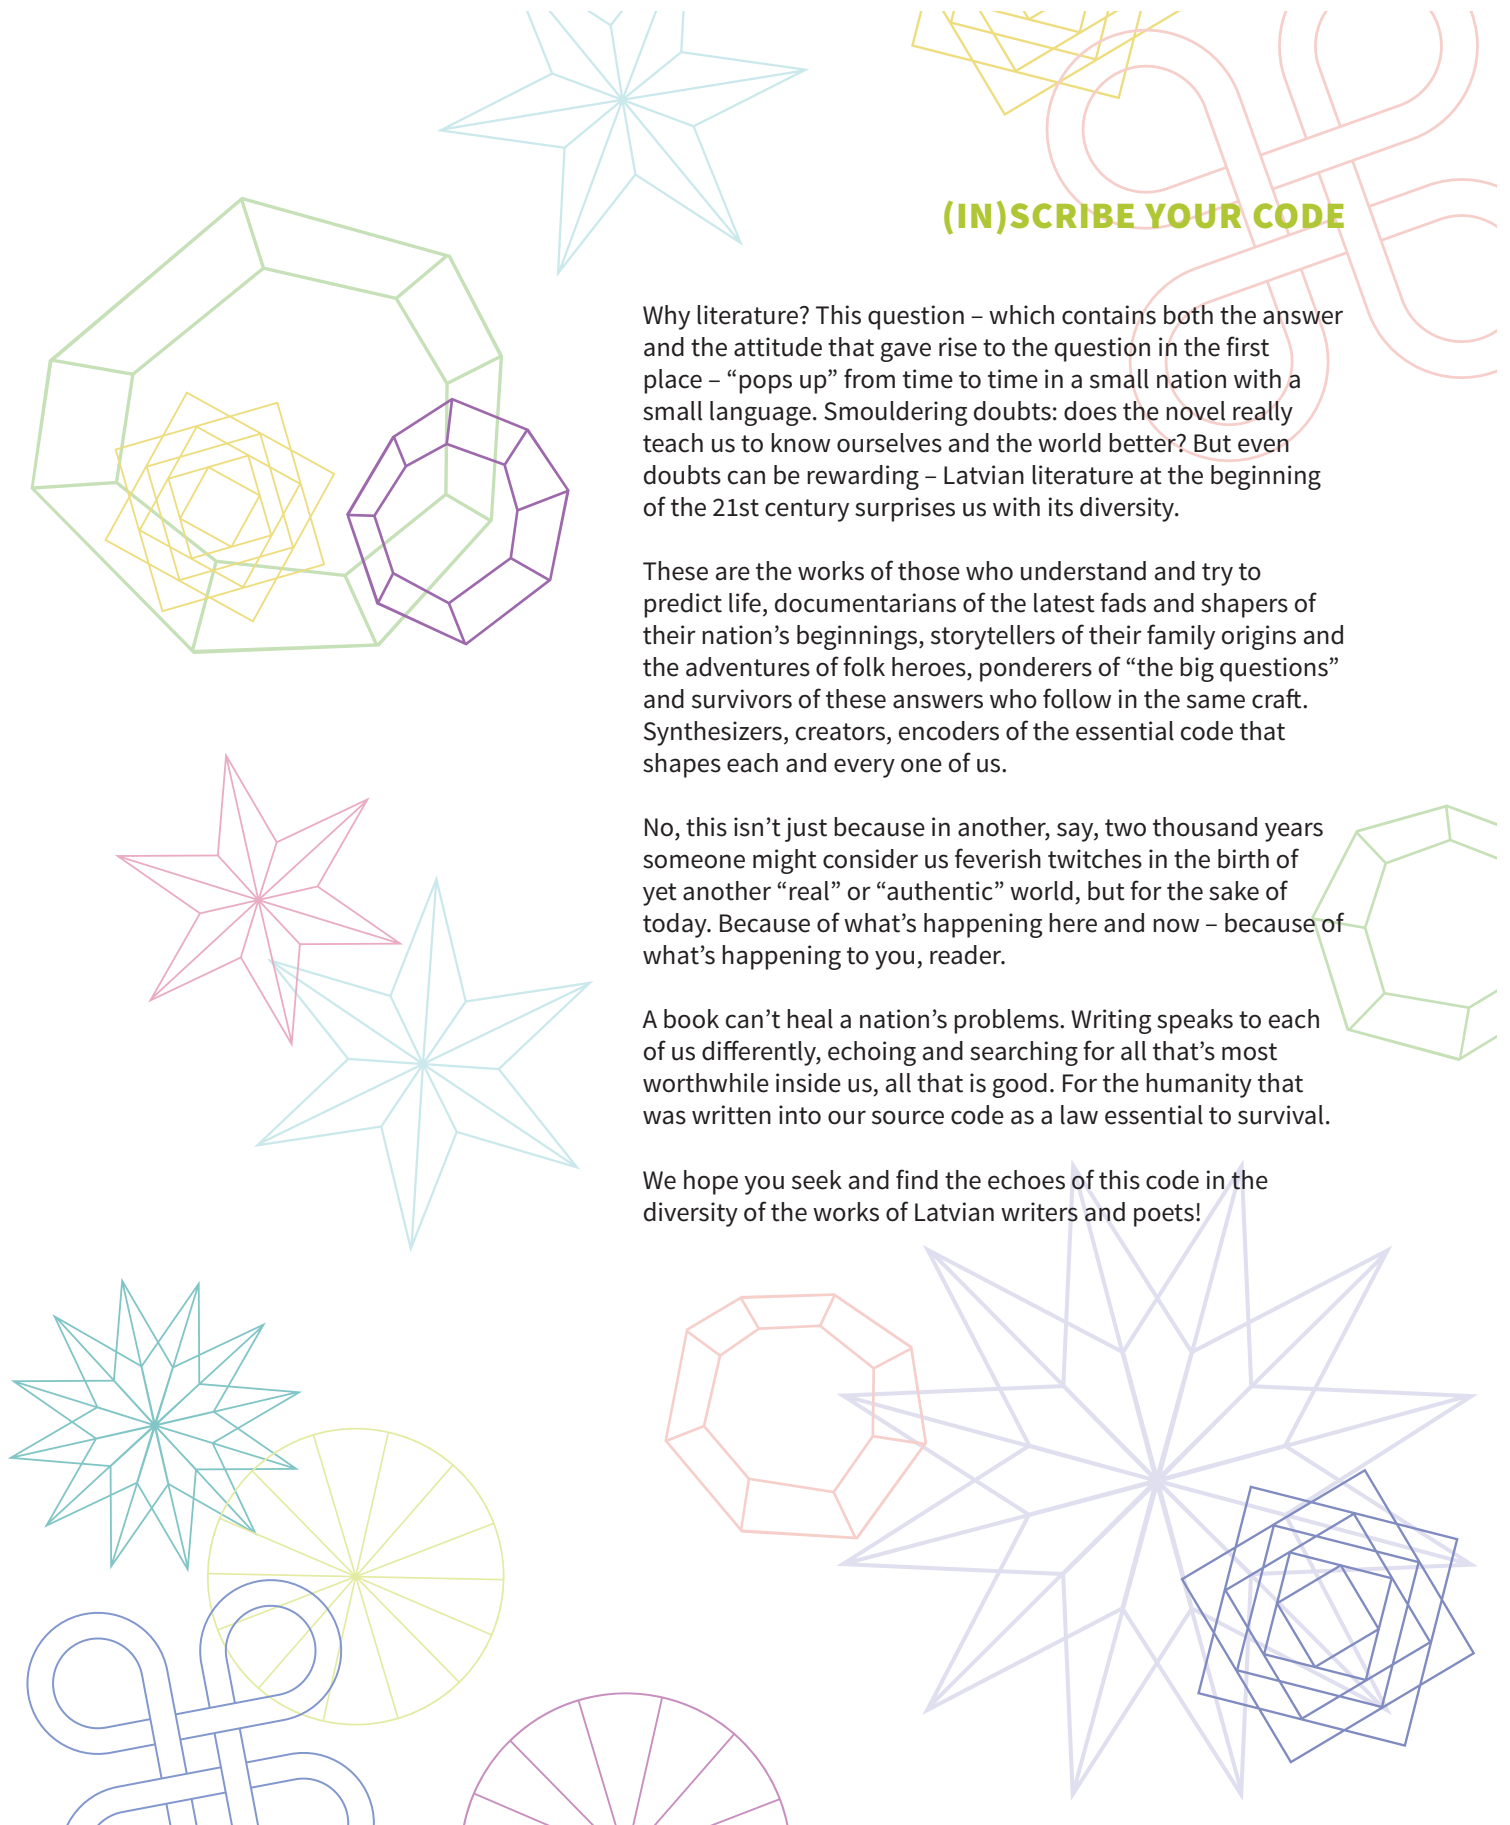 (IN)SCRIBE YOUR CODE
Why literature? This question – which contains both the answer
and the attitude that gave rise to the question in the first
place – “pops up” from time to time in a small nation with a
small language. Smouldering doubts: does the novel really
teach us to know ourselves and the world better? But even
doubts can be rewarding – Latvian literature at the beginning
of the 21st century surprises us with its diversity.
These are the works of those who understand and try to
predict life, documentarians of the latest fads and shapers of
their nation’s beginnings, storytellers of their family origins and
the adventures of folk heroes, ponderers of “the big questions”
and survivors of these answers who follow in the same craft.
Synthesizers, creators, encoders of the essential code that
shapes each and every one of us.
No, this isn’t just because in another, say, two thousand years
someone might consider us feverish twitches in the birth of
yet another “real” or “authentic” world, but for the sake of
today. Because of what’s happening here and now – because of
what’s happening to you, reader.
A book can’t heal a nation’s problems. Writing speaks to each
of us differently, echoing and searching for all that’s most
worthwhile inside us, all that is good. For the humanity that
was written into our source code as a law essential to survival.
We hope you seek and find the echoes of this code in the
diversity of the works of Latvian writers and poets!